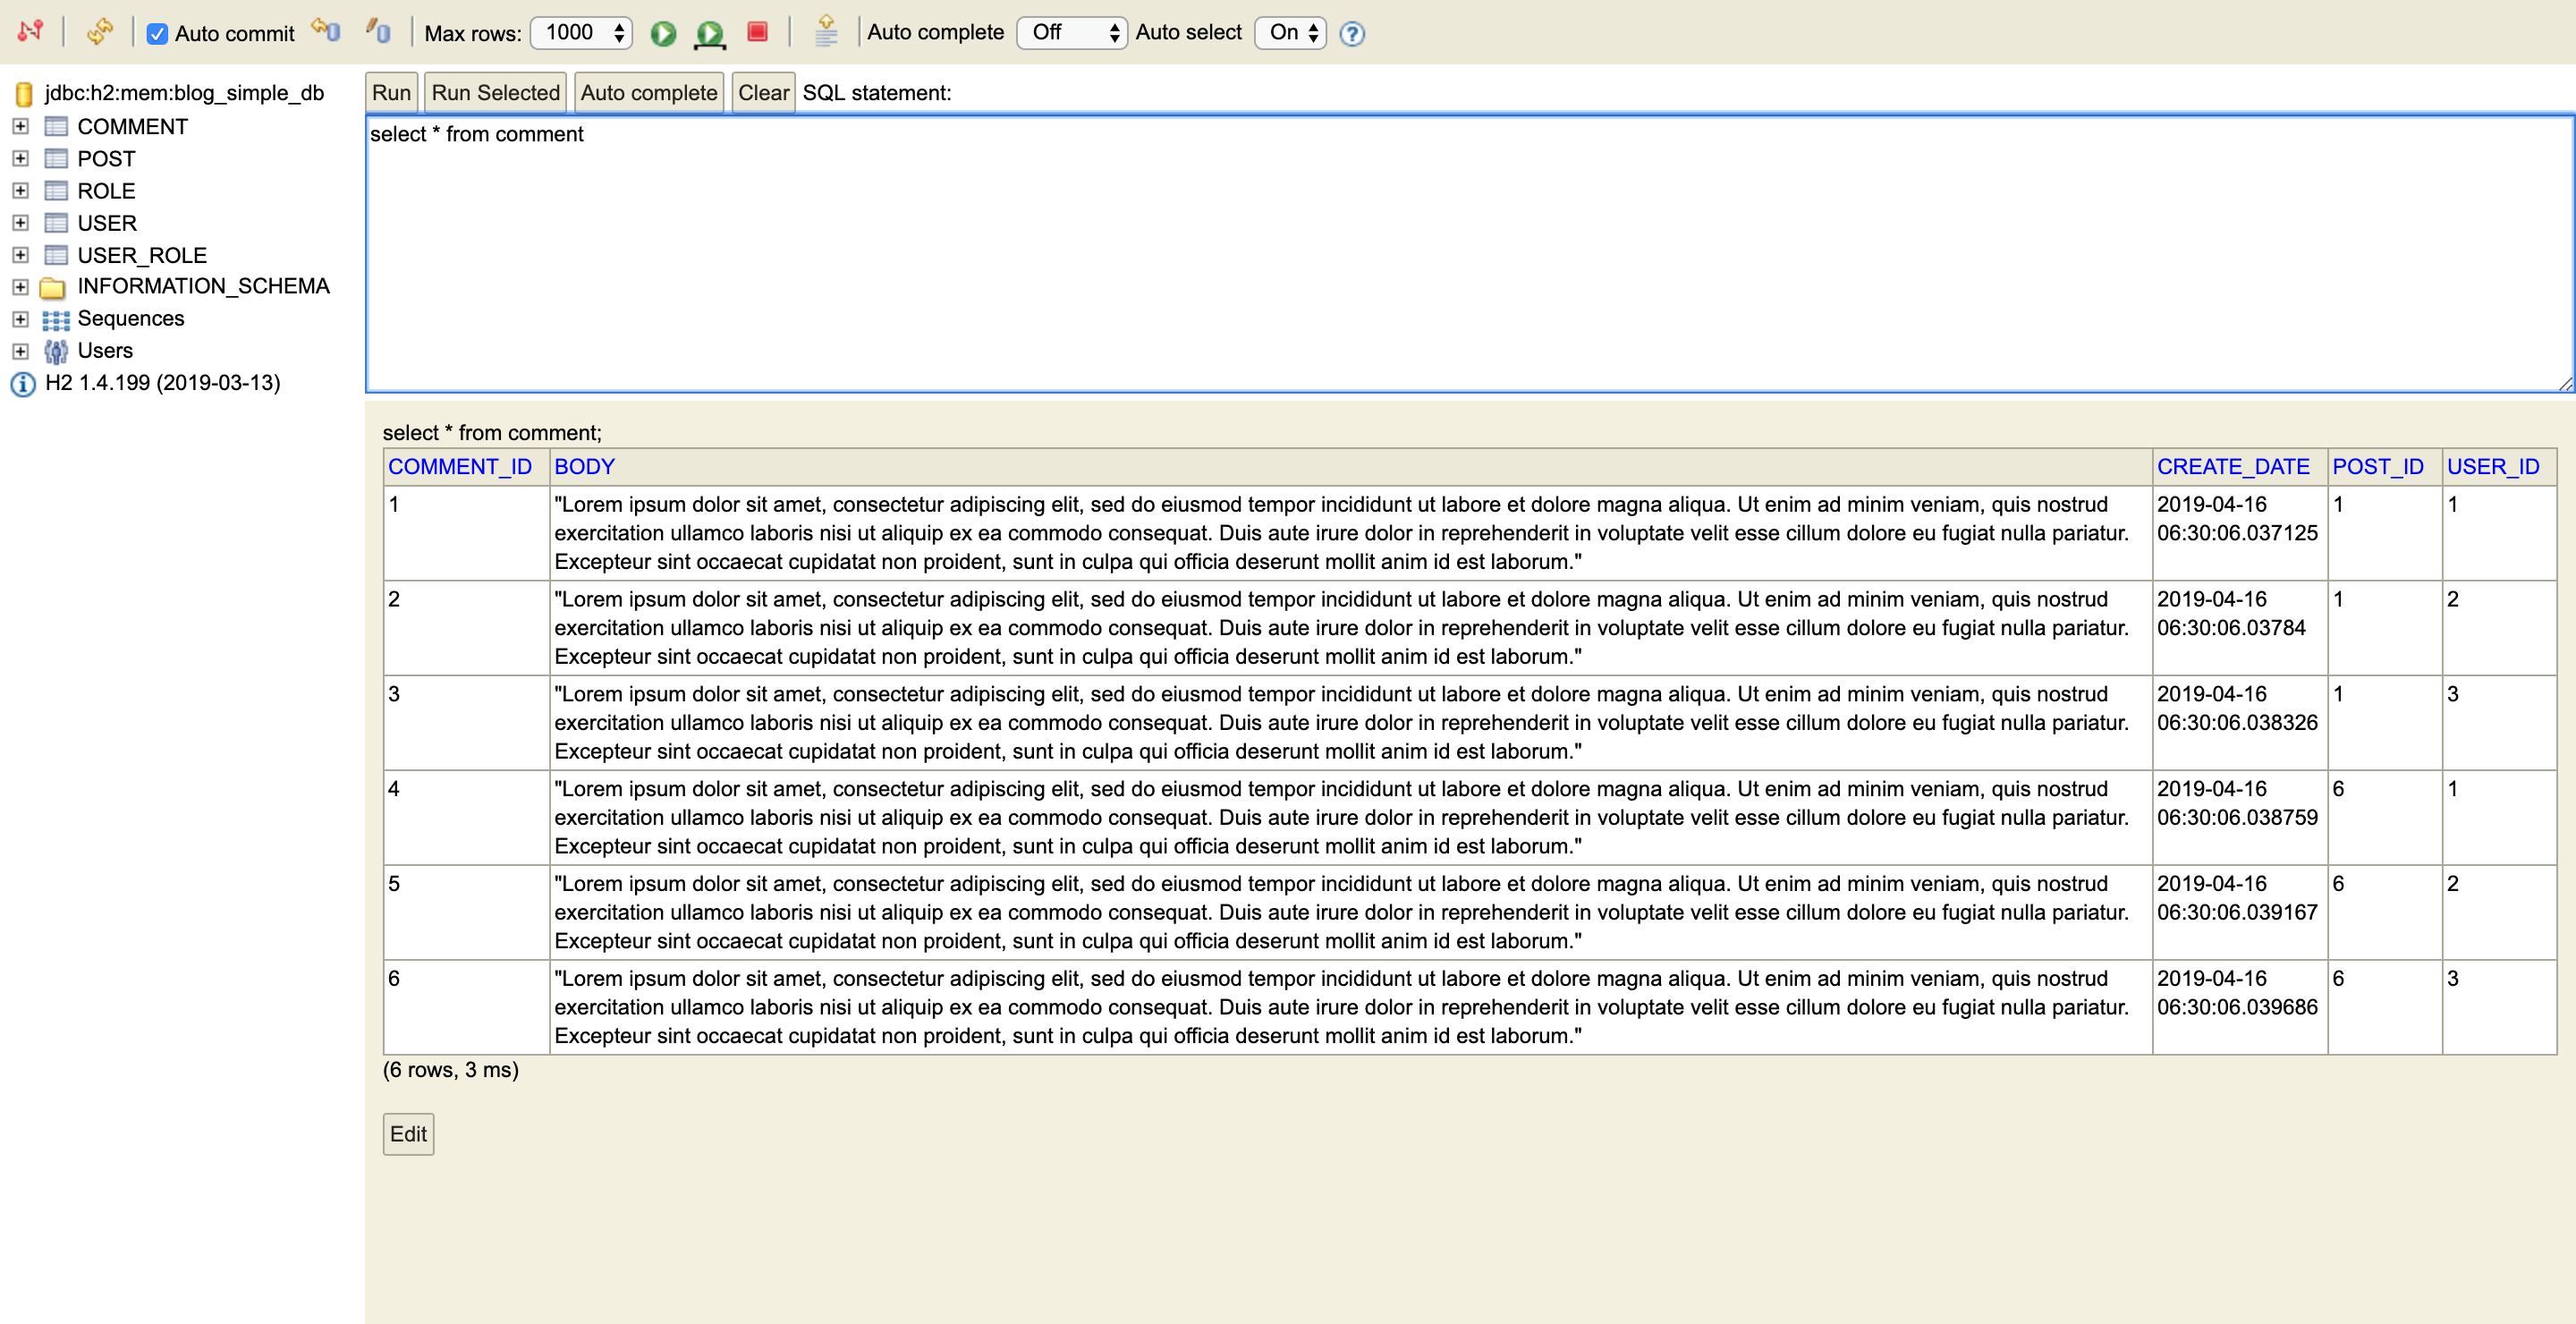 Auto commit Max rows: 1000 Auto complete Off Auto select On ?
jdbc:h2:mem:blog_simple_db
COMMENT
POST
ROLE
USER
USER_ROLE
INFORMATION_SCHEMA
Sequences
Users
H2 1.4.199 (2019-03-13)
Run Run Selected Auto complete Clear SQL statement:
select * from comment
select * from comment;
COMMENT_ID BODY CREATE_DATE POST_ID USER_ID
1 "Lorem ipsum dolor sit amet, consectetur adipiscing elit, sed do eiusmod tempor incididunt ut labore et dolore magna aliqua. Ut enim ad minim veniam, quis nostrud 2019-04-16 1 1
exercitation ullamco laboris nisi ut aliquip ex ea commodo consequat. Duis aute irure dolor in reprehenderit in voluptate velit esse cillum dolore eu fugiat nulla pariatur. 06:30:06.037125
Excepteur sint occaecat cupidatat non proident, sunt in culpa qui officia deserunt mollit anim id est laborum."
2 "Lorem ipsum dolor sit amet, consectetur adipiscing elit, sed do eiusmod tempor incididunt ut labore et dolore magna aliqua. Ut enim ad minim veniam, quis nostrud 2019-04-16 1 2
exercitation ullamco laboris nisi ut aliquip ex ea commodo consequat. Duis aute irure dolor in reprehenderit in voluptate velit esse cillum dolore eu fugiat nulla pariatur. 06:30:06.03784
Excepteur sint occaecat cupidatat non proident, sunt in culpa qui officia deserunt mollit anim id est laborum."
3 "Lorem ipsum dolor sit amet, consectetur adipiscing elit, sed do eiusmod tempor incididunt ut labore et dolore magna aliqua. Ut enim ad minim veniam, quis nostrud 2019-04-16 1 3
exercitation ullamco laboris nisi ut aliquip ex ea commodo consequat. Duis aute irure dolor in reprehenderit in voluptate velit esse cillum dolore eu fugiat nulla pariatur. 06:30:06.038326
Excepteur sint occaecat cupidatat non proident, sunt in culpa qui officia deserunt mollit anim id est laborum."
4 "Lorem ipsum dolor sit amet, consectetur adipiscing elit, sed do eiusmod tempor incididunt ut labore et dolore magna aliqua. Ut enim ad minim veniam, quis nostrud 2019-04-16 6 1
exercitation ullamco laboris nisi ut aliquip ex ea commodo consequat. Duis aute irure dolor in reprehenderit in voluptate velit esse cillum dolore eu fugiat nulla pariatur. 06:30:06.038759
Excepteur sint occaecat cupidatat non proident, sunt in culpa qui officia deserunt mollit anim id est laborum."
5 "Lorem ipsum dolor sit amet, consectetur adipiscing elit, sed do eiusmod tempor incididunt ut labore et dolore magna aliqua. Ut enim ad minim veniam, quis nostrud 2019-04-16 6 2
exercitation ullamco laboris nisi ut aliquip ex ea commodo consequat. Duis aute irure dolor in reprehenderit in voluptate velit esse cillum dolore eu fugiat nulla pariatur. 06:30:06.039167
Excepteur sint occaecat cupidatat non proident, sunt in culpa qui officia deserunt mollit anim id est laborum."
6 "Lorem ipsum dolor sit amet, consectetur adipiscing elit, sed do eiusmod tempor incididunt ut labore et dolore magna aliqua. Ut enim ad minim veniam, quis nostrud 2019-04-16 6 3
exercitation ullamco laboris nisi ut aliquip ex ea commodo consequat. Duis aute irure dolor in reprehenderit in voluptate velit esse cillum dolore eu fugiat nulla pariatur. 06:30:06.039686
Excepteur sint occaecat cupidatat non proident, sunt in culpa qui officia deserunt mollit anim id est laborum."
(6 rows, 3 ms)
Edit